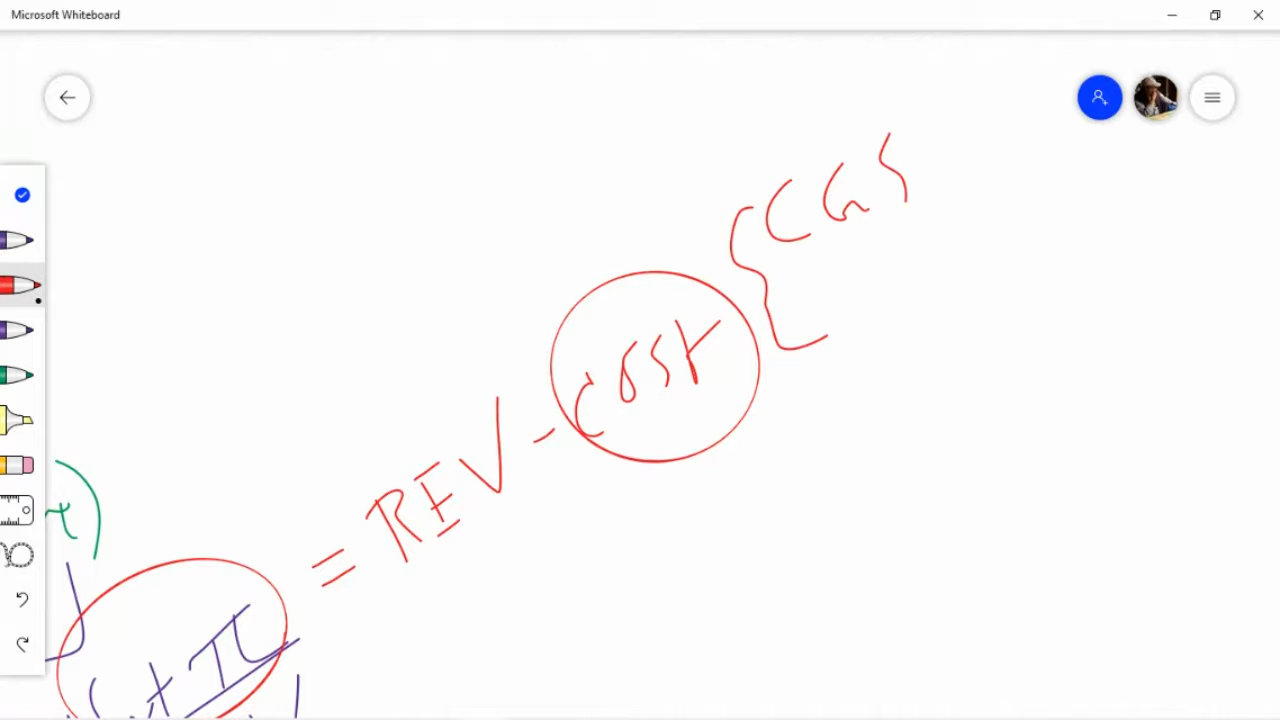 Microsoft Whiteboard
CGS
= REV - COST
π